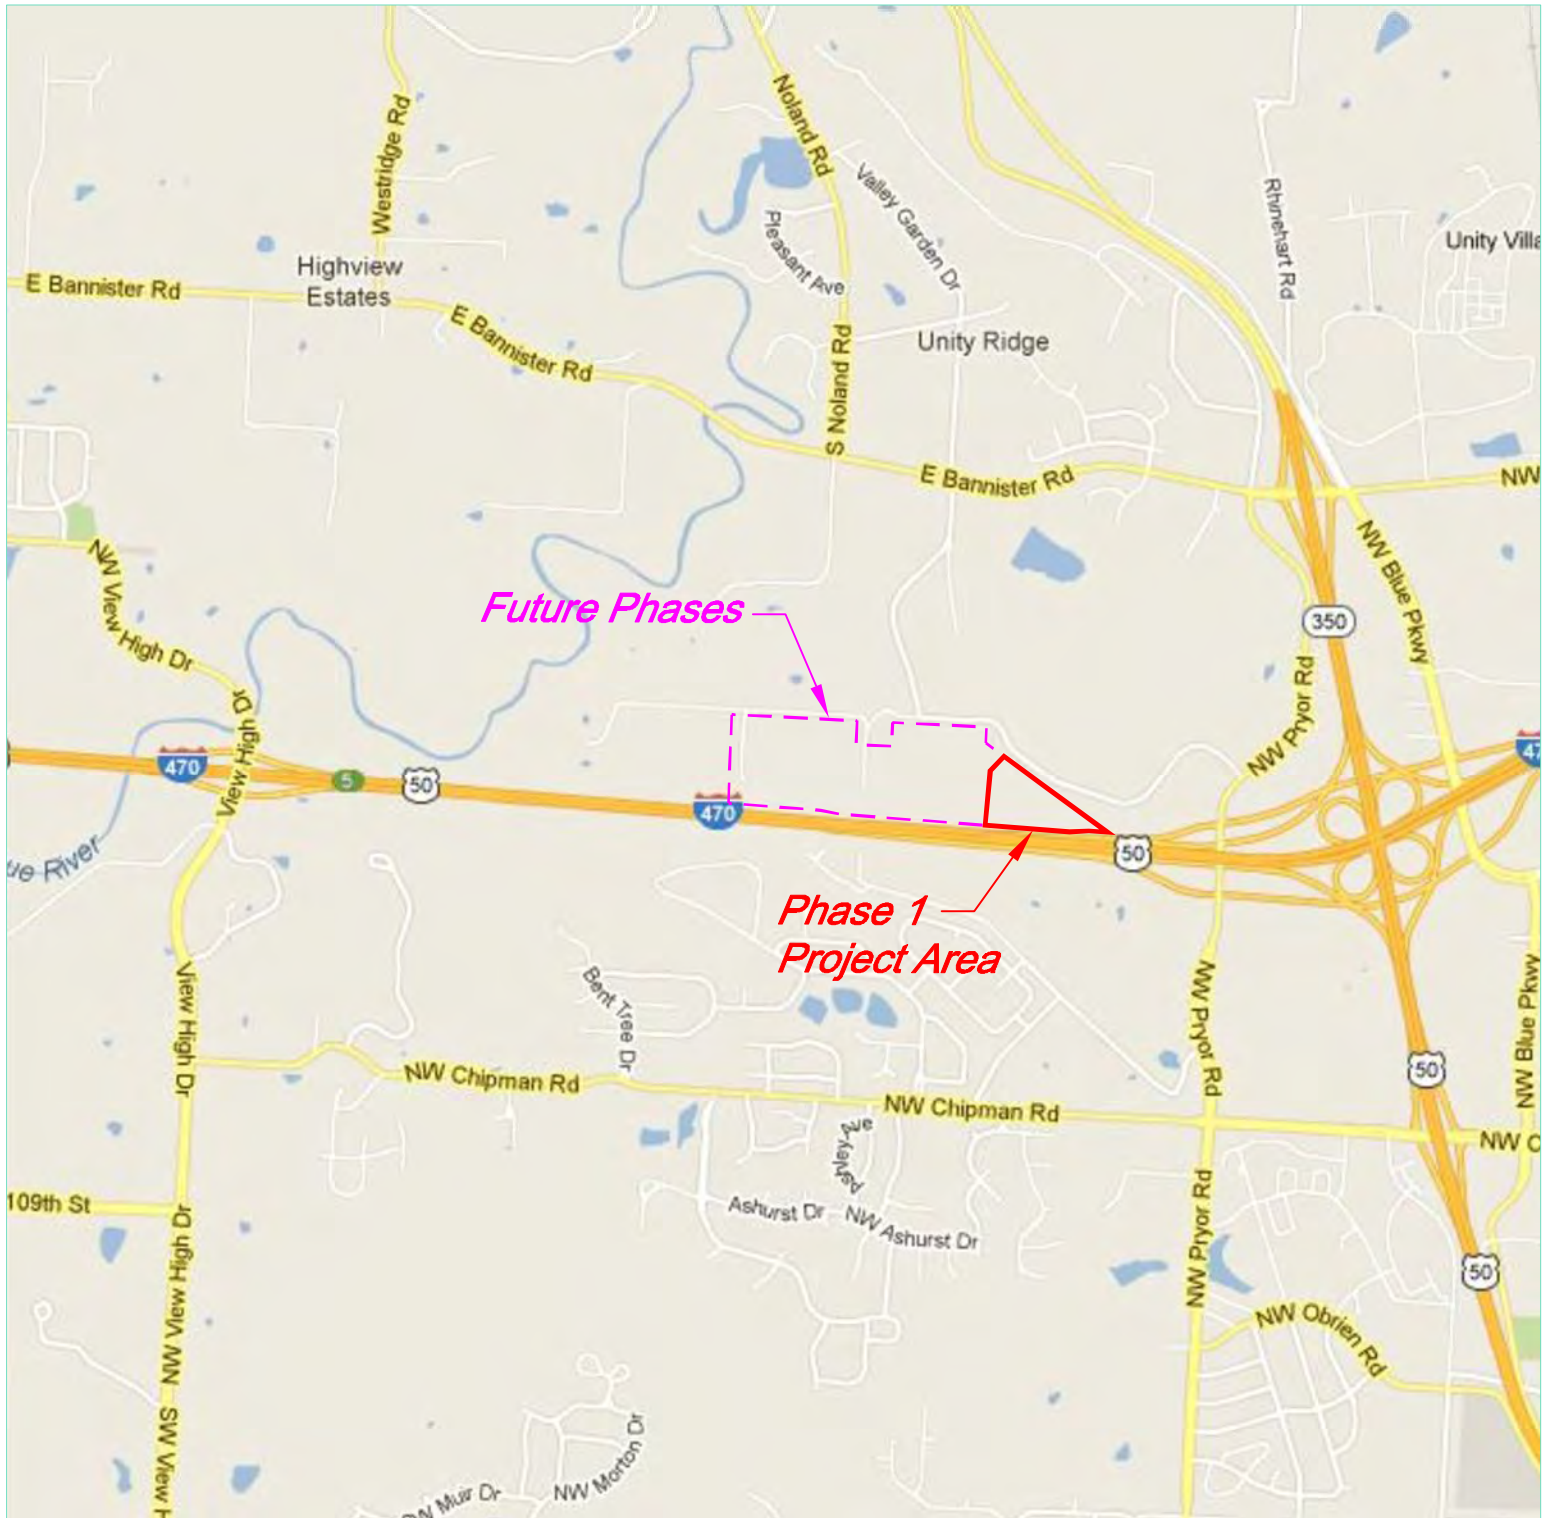 Noland Rd
Westridge Rd
Valley Garden Dr
Rhinehart Rd
Pleasant Ave
Unity Villa
Highview
Estates
E Bannister Rd
E Bannister Rd
S Noland Rd
Unity Ridge
E Bannister Rd
NW
NW Blue Pkwy
NW View High Dr
Future Phases
350
View High Dr
NW Pryor Rd
470
5
50
470
50
47
ue River
Phase 1
Project Area
View High Dr
Bent Tree Dr
NW Pryor Rd
NW Blue Pkwy
50
NW Chipman Rd
NW Chipman Rd
NW C
Ashley Ave
109th St
Ashurst Dr
NW Ashurst Dr
NW View High Dr
NW Pryor Rd
50
NW Obrien Rd
SW View H
NW Morton Dr
W Muir Dr